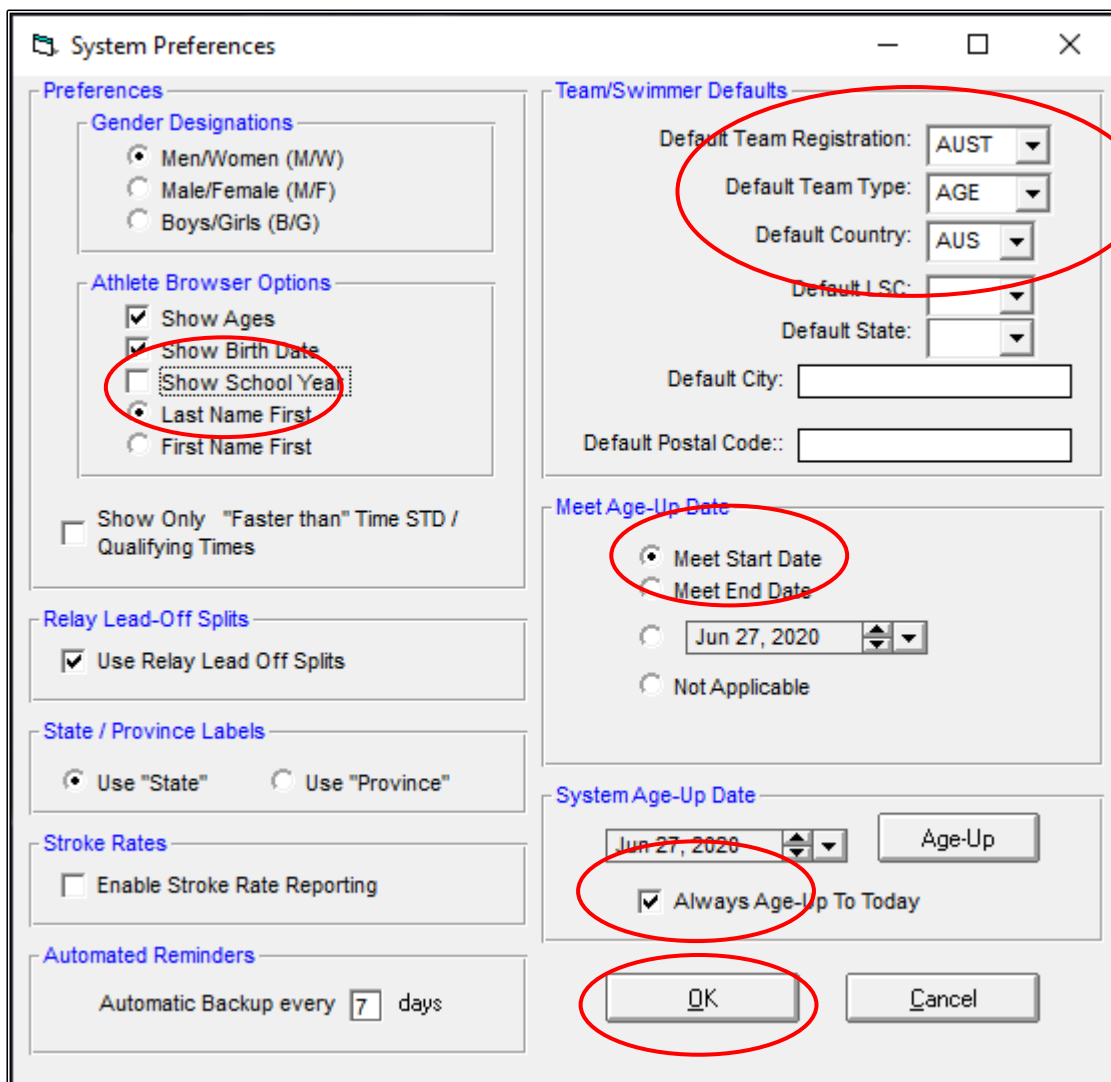 System Preferences
Preferences
Gender Designations
Men/Women (M/W)
Male/Female (M/F)
Boys/Girls (B/G)
Athlete Browser Options
Show Ages
Show Birth Date
Show School Year
Last Name First
First Name First
Show Only "Faster than" Time STD /
Qualifying Times
Relay Lead-Off Splits
Use Relay Lead Off Splits
State / Province Labels
Use "State" Use "Province"
Stroke Rates
Enable Stroke Rate Reporting
Automated Reminders
Automatic Backup every 7 days
Team/Swimmer Defaults
Default Team Registration: AUST
Default Team Type: AGE
Default Country: AUS
Default LSC:
Default State:
Default City:
Default Postal Code::
Meet Age-Up Date
Meet Start Date
Meet End Date
Jun 27, 2020
Not Applicable
System Age-Up Date
Jun 27, 2020 Age-Up
Always Age-Up To Today
OK Cancel